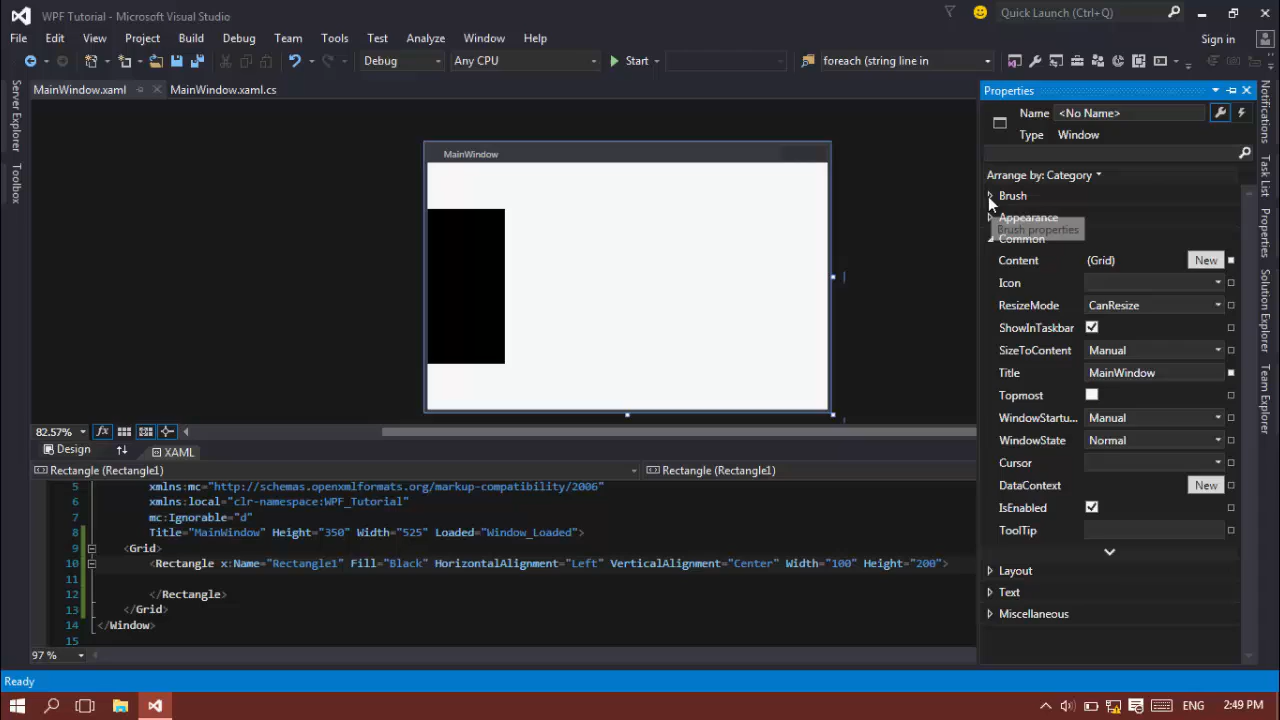 WPF Tutorial - Microsoft Visual Studio
Quick Launch (Ctrl+Q)
File Edit View Project Build Debug Team Tools Test Analyze Window Help
Sign in
Debug Any CPU Start foreach (string line in
MainWindow.xaml MainWindow.xaml.cs
Server Explorer
Toolbox
MainWindow
82.57% fx
Design XAML
Rectangle (Rectangle1) Rectangle (Rectangle1)
5 xmlns:mc="http://schemas.openxmlformats.org/markup-compatibility/2006"
6 xmlns:local="clr-namespace:WPF_Tutorial"
7 mc:Ignorable="d"
8 Title="MainWindow" Height="350" Width="525" Loaded="Window_Loaded">
9 <Grid>
10 <Rectangle x:Name="Rectangle1" Fill="Black" HorizontalAlignment="Left" VerticalAlignment="Center" Width="100" Height="200">
11
12 </Rectangle>
13 </Grid>
14 </Window>
15
97 %
Properties
Name <No Name>
Type Window
Arrange by: Category
Brush
Appearance
Brush properties
Common
Content (Grid) New
Icon
ResizeMode CanResize
ShowInTaskbar
SizeToContent Manual
Title MainWindow
Topmost
WindowStartu... Manual
WindowState Normal
Cursor
DataContext New
IsEnabled
ToolTip
Layout
Text
Miscellaneous
Notifications
Task List
Properties
Solution Explorer
Team Explorer
Ready
ENG 2:49 PM